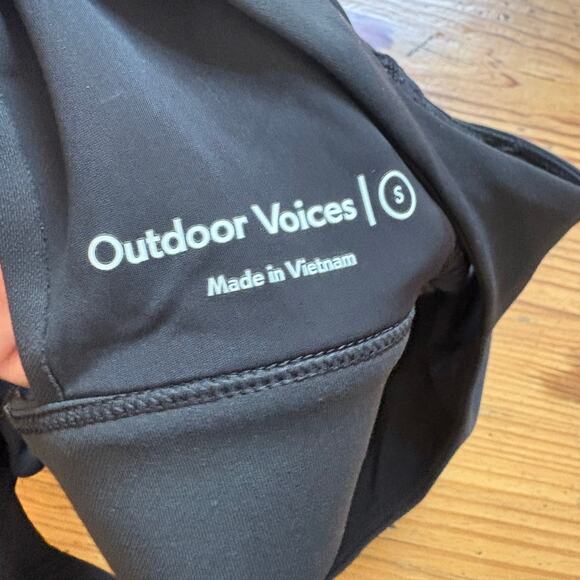 Outdoor Voices | S
Made in Vietnam